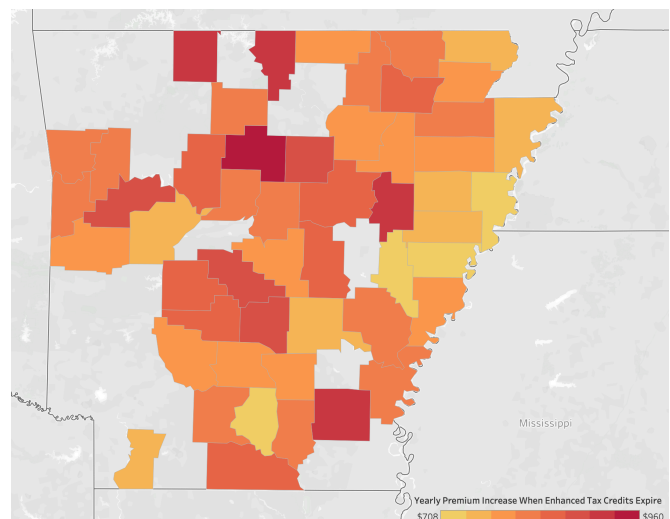 Mississippi
Yearly Premium Increase When Enhanced Tax Credits Expire
$708 $960